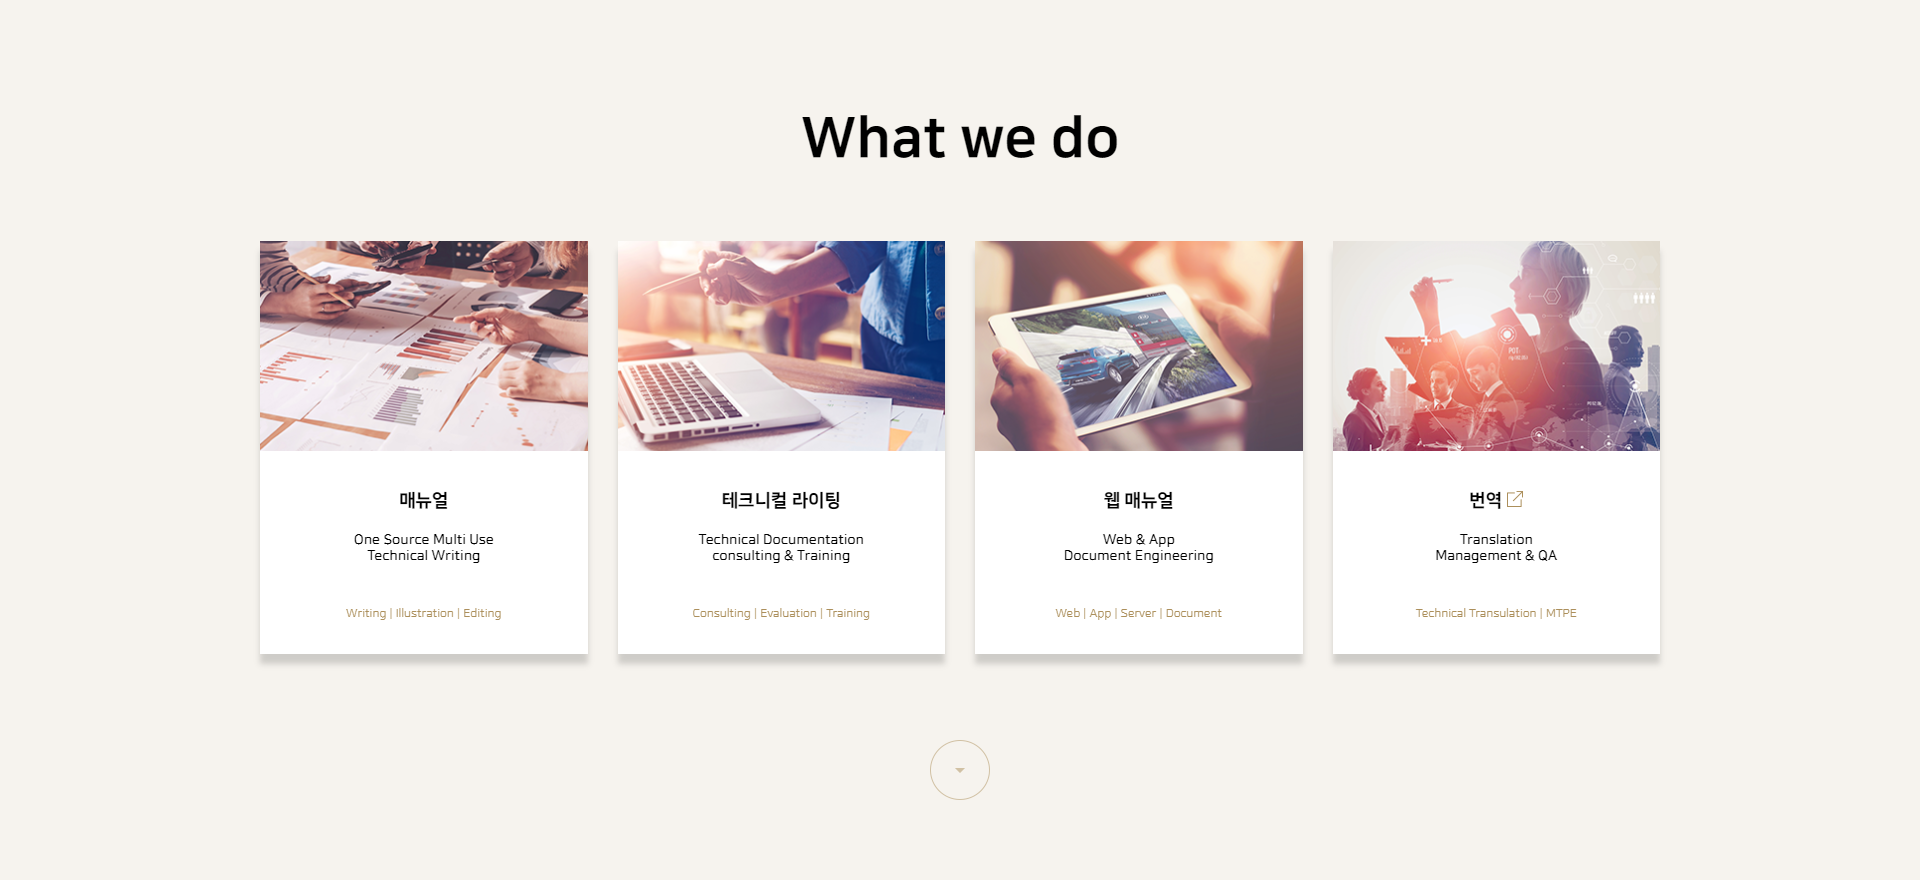 What we do
매뉴얼
One Source Multi Use
Technical Writing
Writing | Illustration | Editing
테크니컬 라이팅
Technical Documentation
consulting & Training
Consulting | Evaluation | Training
웹 매뉴얼
Web & App
Document Engineering
Web | App | Server | Document
번역
Translation
Management & QA
Technical Transulation | MTPE